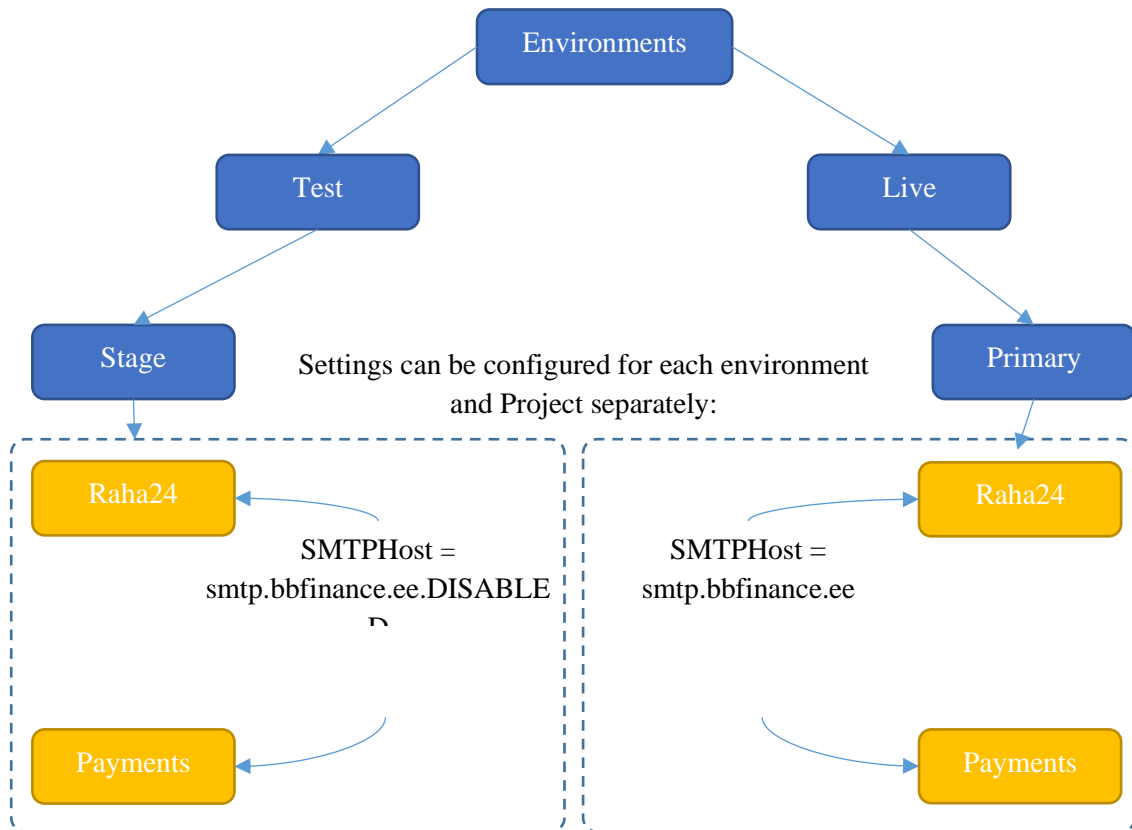 Environments
Test
Live
Stage
Primary
Settings can be configured for each environment
and Project separately:
Raha24
Raha24
SMTPHost =
smtp.bbfinance.ee.DISABLE
D
SMTPHost =
smtp.bbfinance.ee
Payments
Payments